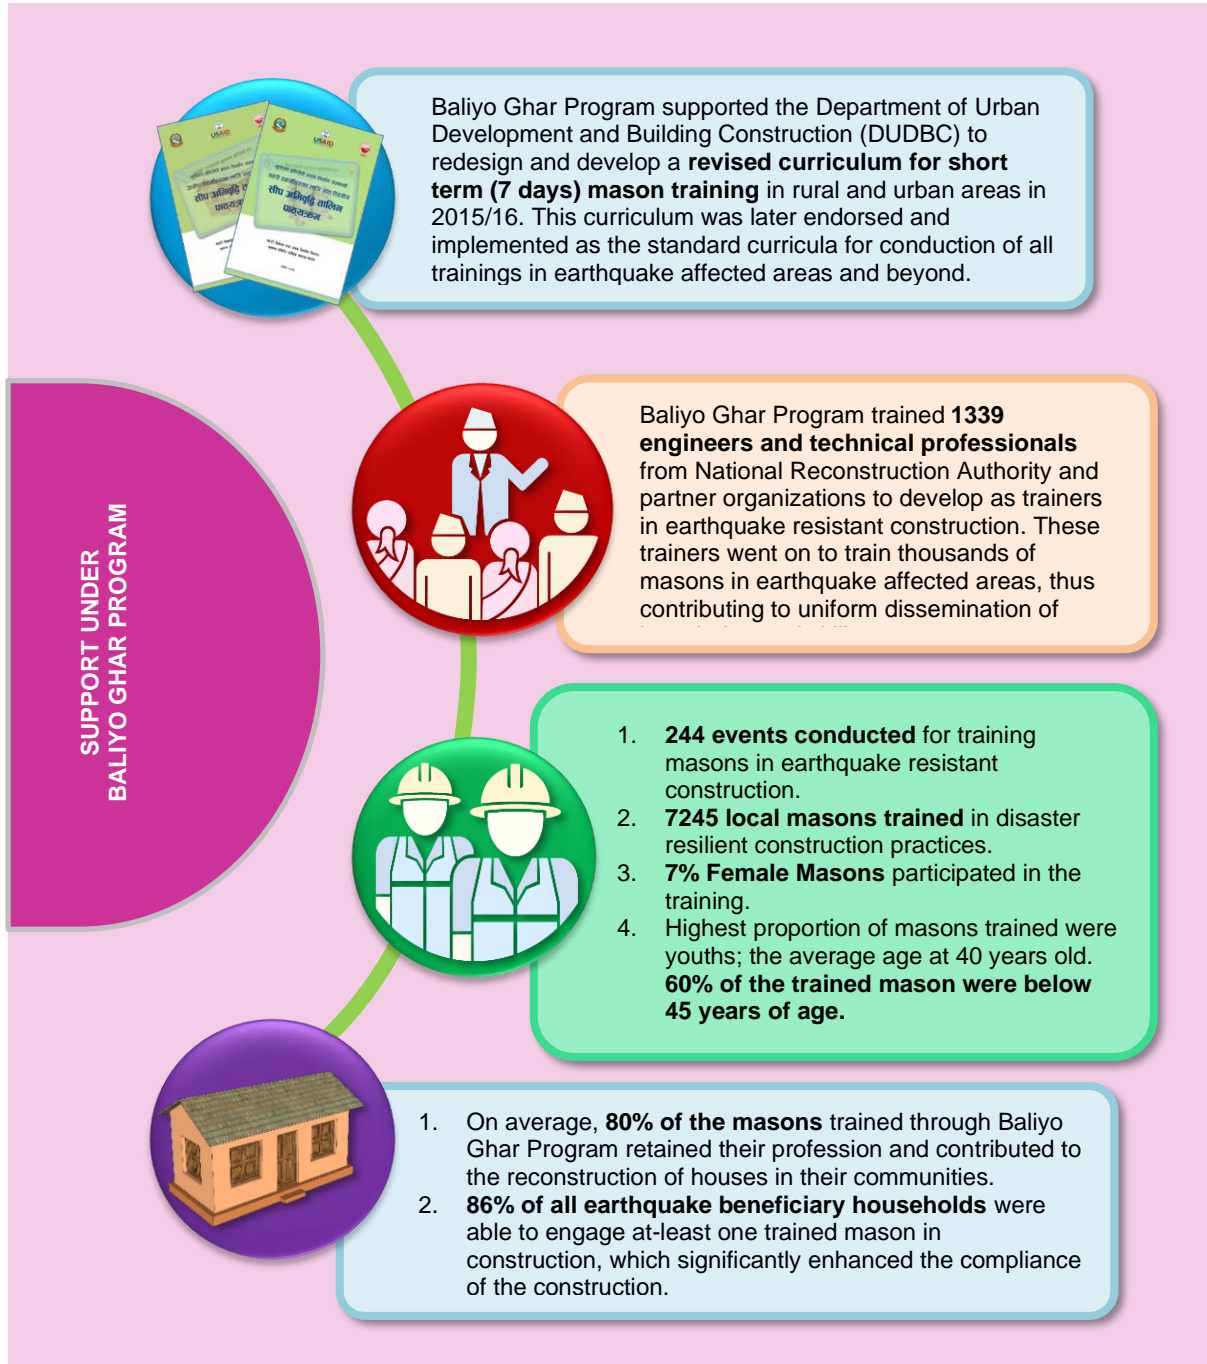 USAID
USAID
सीप अभिवृद्धि तालिम
पाठ्यक्रम
Baliyo Ghar Program supported the Department of Urban
Development and Building Construction (DUDBC) to
redesign and develop a revised curriculum for short
term (7 days) mason training in rural and urban areas in
2015/16. This curriculum was later endorsed and
implemented as the standard curricula for conduction of all
trainings in earthquake affected areas and beyond.
Baliyo Ghar Program trained 1339
engineers and technical professionals
from National Reconstruction Authority and
partner organizations to develop as trainers
in earthquake resistant construction. These
trainers went on to train thousands of
masons in earthquake affected areas, thus
contributing to uniform dissemination of
SUPPORT UNDER
BALIYO GHAR PROGRAM
1. 244 events conducted for training
masons in earthquake resistant
construction.
2. 7245 local masons trained in disaster
resilient construction practices.
3. 7% Female Masons participated in the
training.
4. Highest proportion of masons trained were
youths; the average age at 40 years old.
60% of the trained mason were below
45 years of age.
1. On average, 80% of the masons trained through Baliyo
Ghar Program retained their profession and contributed to
the reconstruction of houses in their communities.
2. 86% of all earthquake beneficiary households were
able to engage at-least one trained mason in
construction, which significantly enhanced the compliance
of the construction.